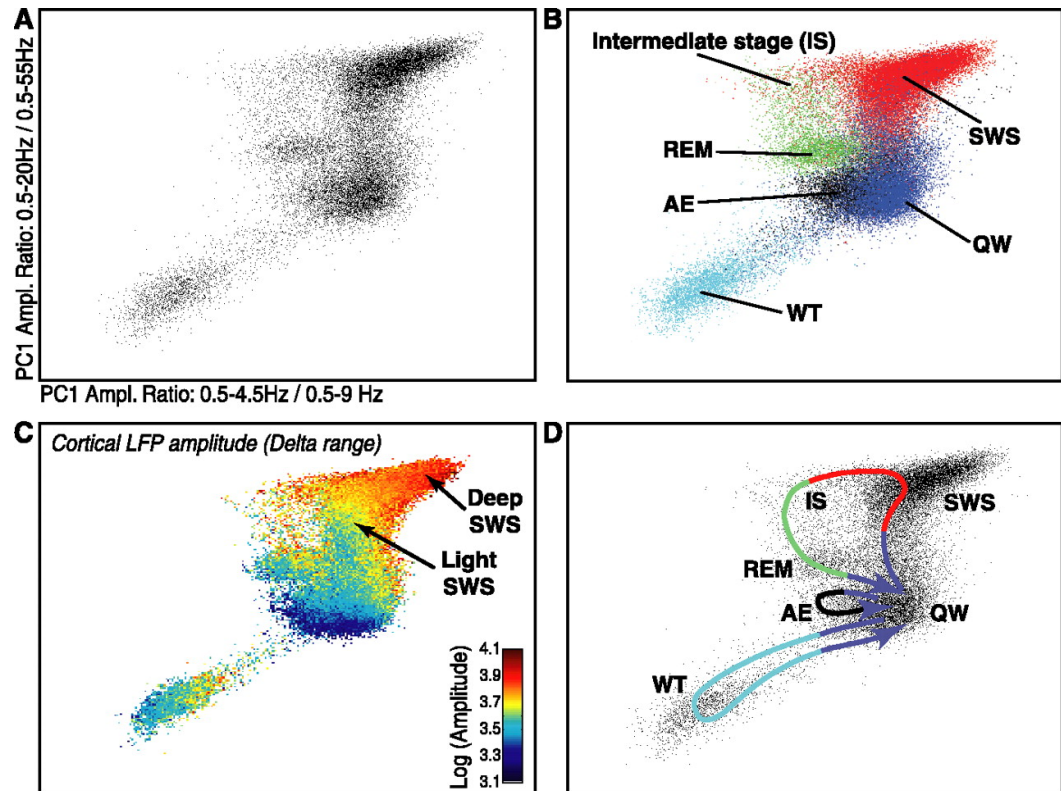 A
PC1 Ampl. Ratio: 0.5-20Hz / 0.5-55Hz
PC1 Ampl. Ratio: 0.5-4.5Hz / 0.5-9 Hz
B
Intermediate stage (IS)
SWS
REM
AE
QW
WT
C
Cortical LFP amplitude (Delta range)
Deep
SWS
Light
SWS
Log (Amplitude)
4.1
3.9
3.7
3.5
3.3
3.1
D
IS
SWS
REM
AE
QW
WT